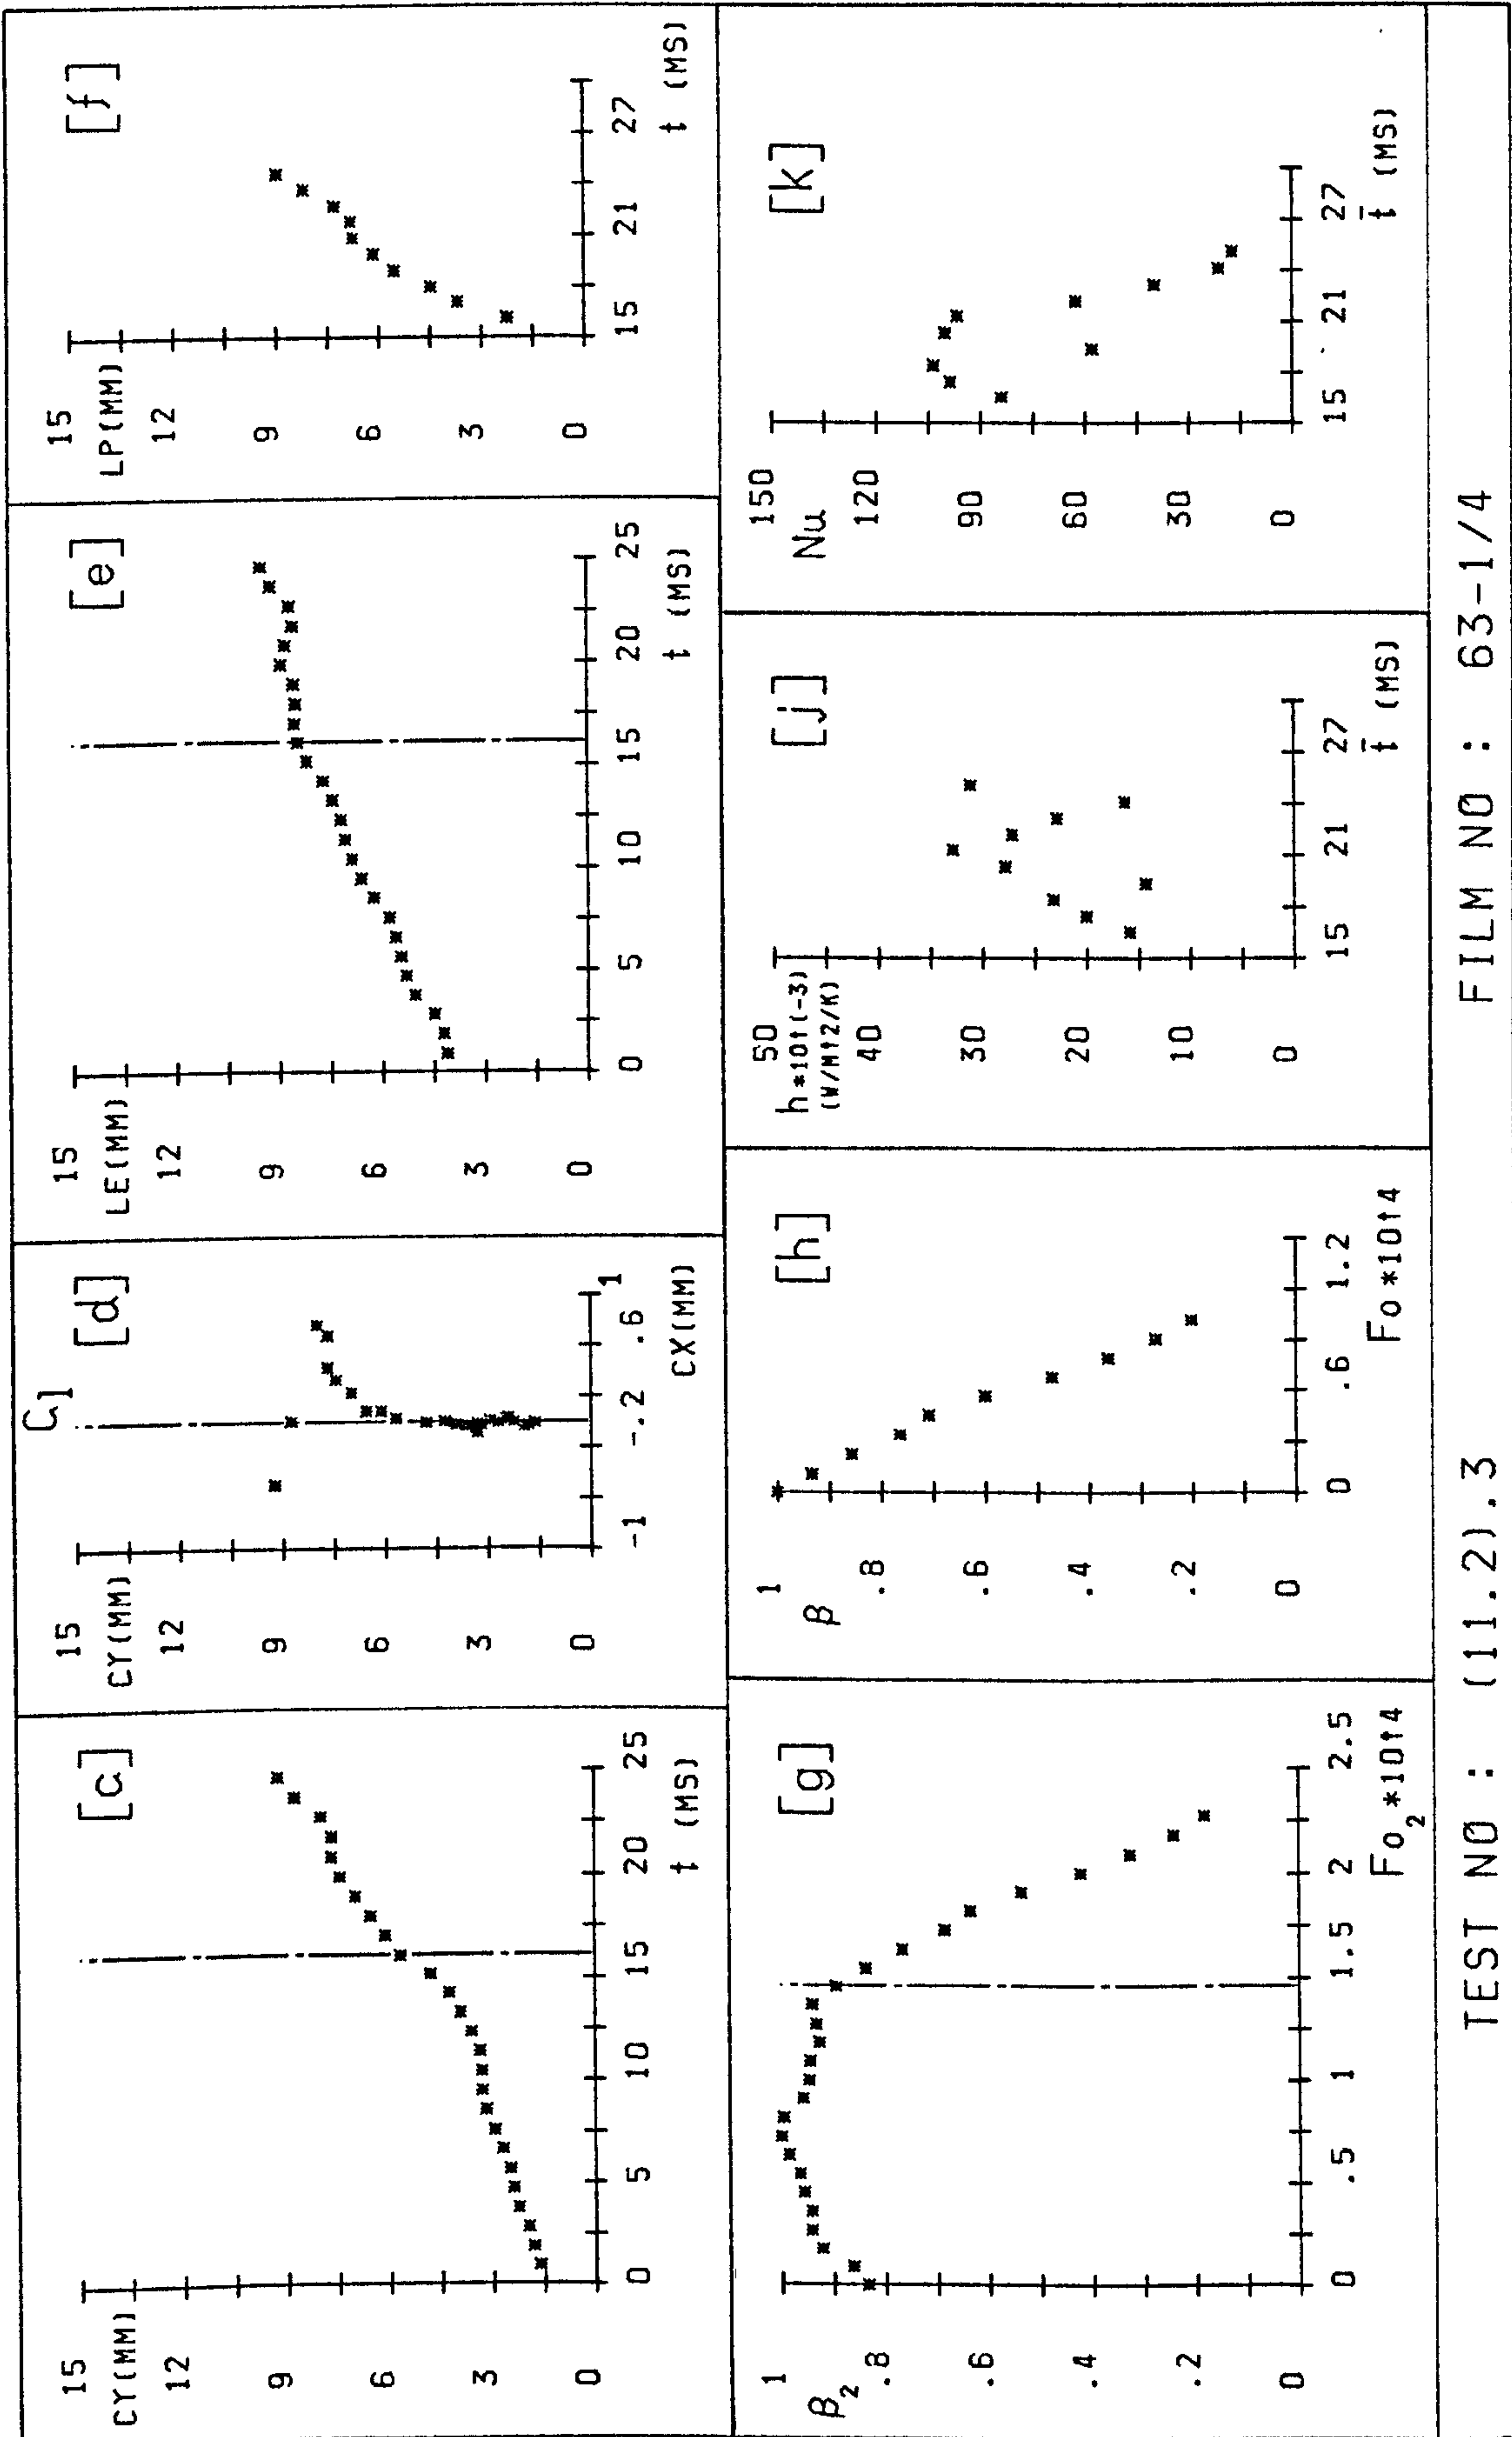 [c]
15
CY(MM)
12
9
6
3
0
0 5 10 15 20 25
t (MS)
[d]
15
CY(MM)
12
9
6
3
0
-1 -.2 .6 1
CX(MM)
[e]
15
LE(MM)
12
9
6
3
0
0 5 10 15 20 25
t (MS)
[f]
15
LP(MM)
12
9
6
3
0
15 21 27
t (MS)
[g]
1
β2
.8
.6
.4
.2
0
0 .5 1 1.5 2 2.5
Fo2*10↑4
[h]
1
β
.8
.6
.4
.2
0
0 .6 1.2
Fo*10↑4
[j]
50
h*10↑(-3)
(W/M↑2/K)
40
30
20
10
0
15 21 27
t̄ (MS)
[k]
150
Nu
120
90
60
30
0
15 21 27
t̄ (MS)
TEST NO : (11.2).3 FILM NO : 63-1/4